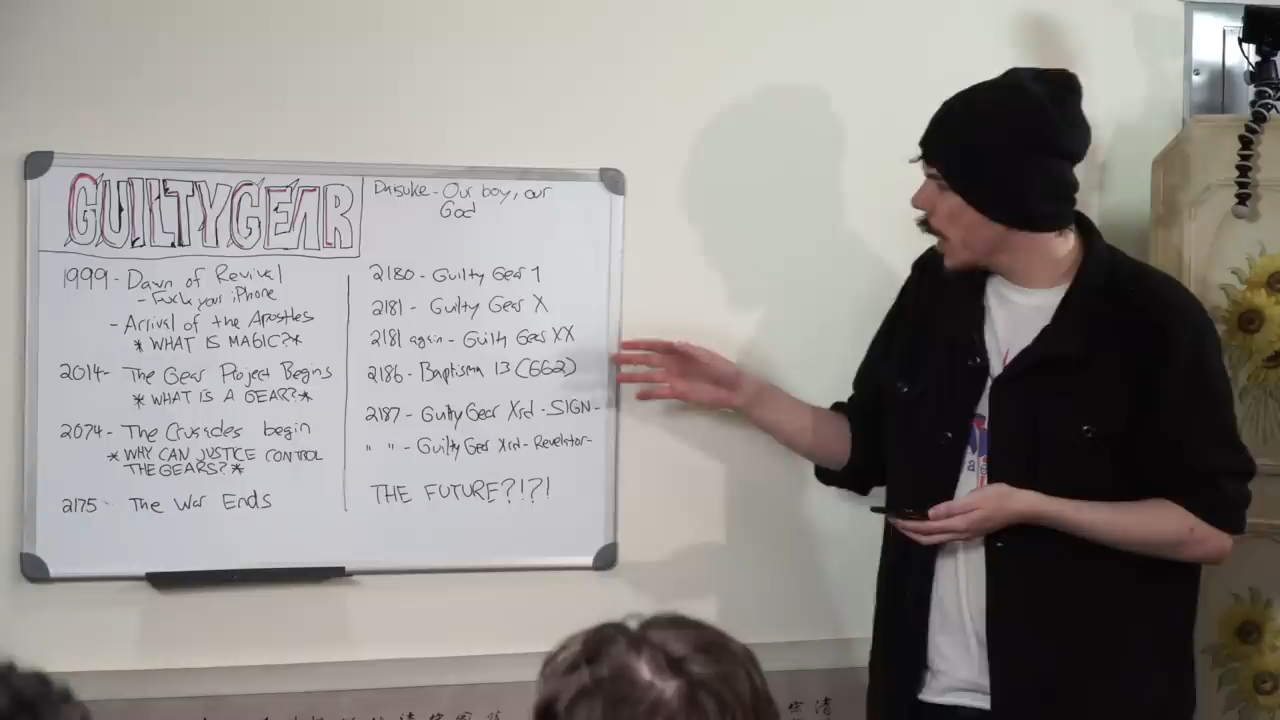 GUILTY GEAR
Daisuke - Our boy, our
God
1999 - Dawn of Revival
- Fuck your iPhone
- Arrival of the Apostles
* WHAT IS MAGIC? *
2014 - The Gear Project Begins
* WHAT IS A GEAR? *
2074 - The Crusades begin
* WHY CAN JUSTICE CONTROL
THE GEARS? *
2175 - The War Ends
2180 - Guilty Gear 1
2181 - Guilty Gear X
2181 again - Guilty Gear XX
2186 - Baptisma 13 (GG2)
2187 - Guilty Gear Xrd - SIGN -
" " - Guilty Gear Xrd - Revelator -
THE FUTURE?!?!